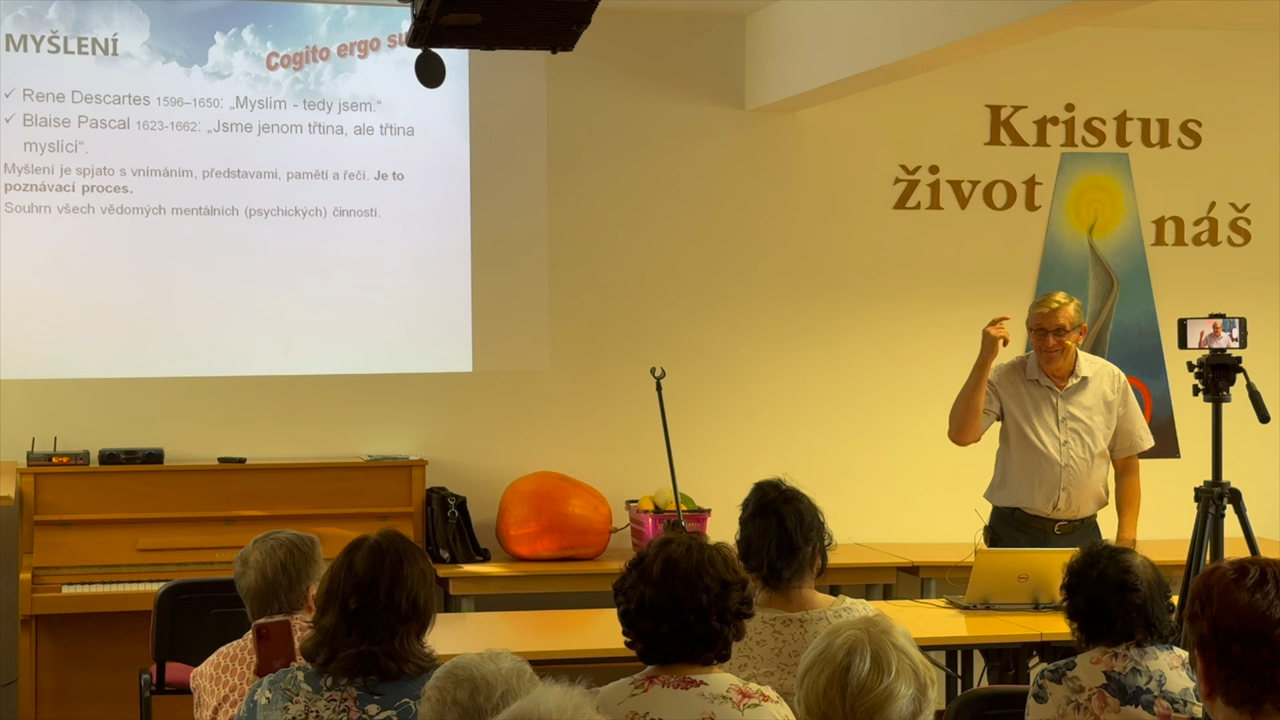 MYŠLENÍ
Cogito ergo su
✓ Rene Descartes 1596–1650: „Myslím - tedy jsem.“
✓ Blaise Pascal 1623-1662: „Jsme jenom třtina, ale třtina
myslící“.
Myšlení je spjato s vnímáním, představami, pamětí a řečí. Je to
poznávací proces.
Souhrn všech vědomých mentálních (psychických) činností.
Kristus
život
náš
DELL